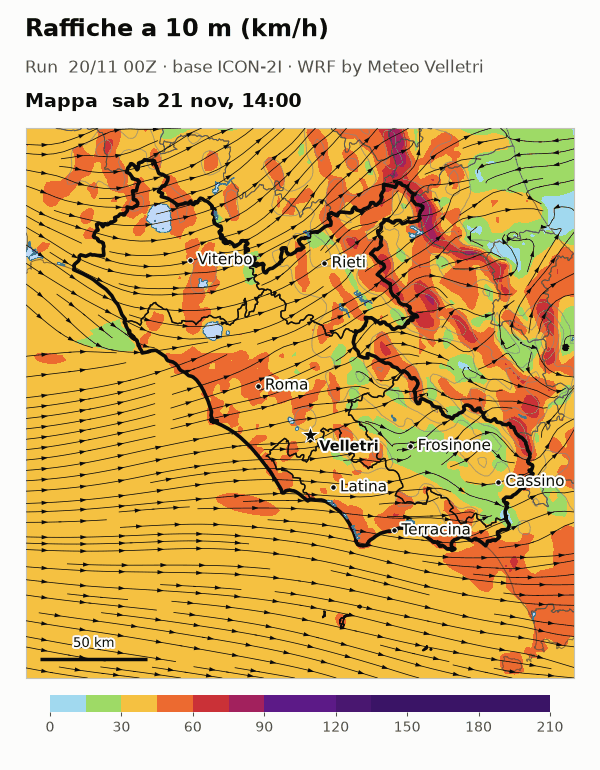 Raffiche a 10 m (km/h)
Run  20/11 00Z · base ICON-2I · WRF by Meteo Velletri
Mappa  sab 21 nov, 14:00
Viterbo
Rieti
Roma
Velletri
Frosinone
Cassino
Latina
Terracina
50 km
0 30 60 90 120 150 180 210